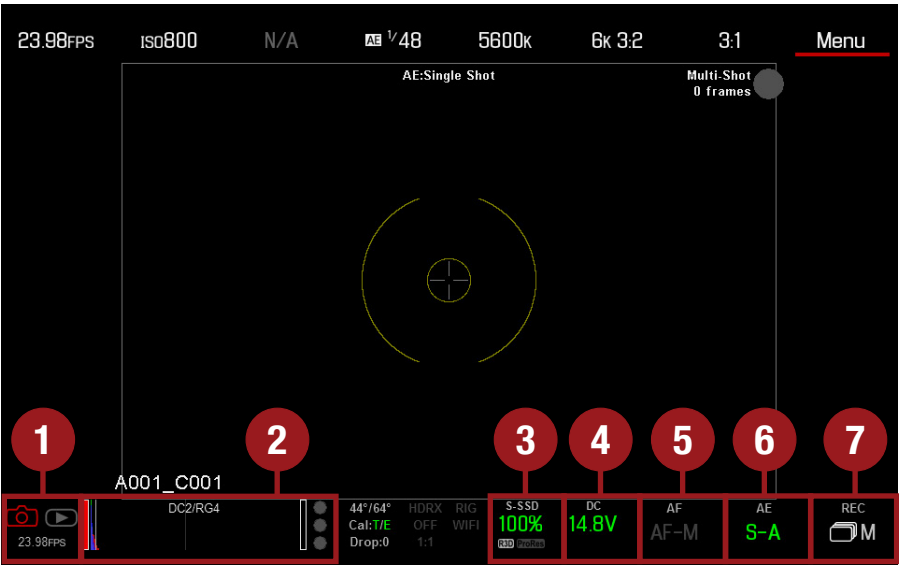 23.98FPS ISO800 N/A AE 1/48 5600K 6K 3:2 3:1 Menu
AE:Single Shot
Multi-Shot
0 frames
1 2 3 4 5 6 7
A001_C001
23.98FPS
DC2/RG4
44°/64° HDRX RIG
Cal:T/E OFF WIFI
Drop:0 1:1
S-SSD
100%
R3D ProRes
DC
14.8V
AF
AF-M
AE
S-A
REC
M